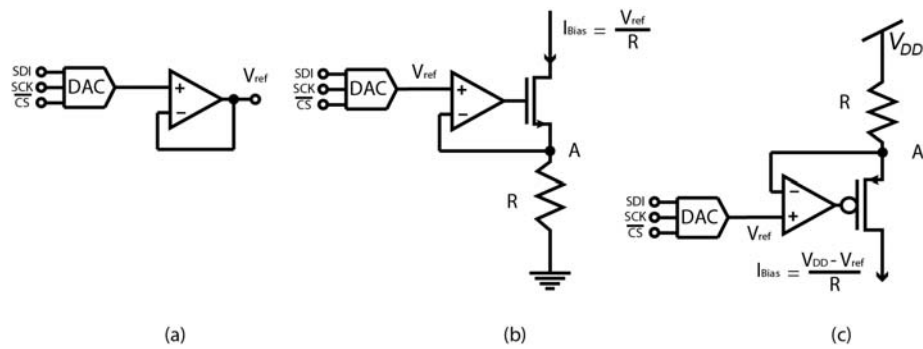 SDI
SCK
CS
DAC
+
−
Vref
(a)
SDI
SCK
CS
DAC
Vref
+
−
IBias = Vref
R
A
R
(b)
VDD
R
A
SDI
SCK
CS
DAC
Vref
−
+
IBias = VDD - Vref
R
(c)